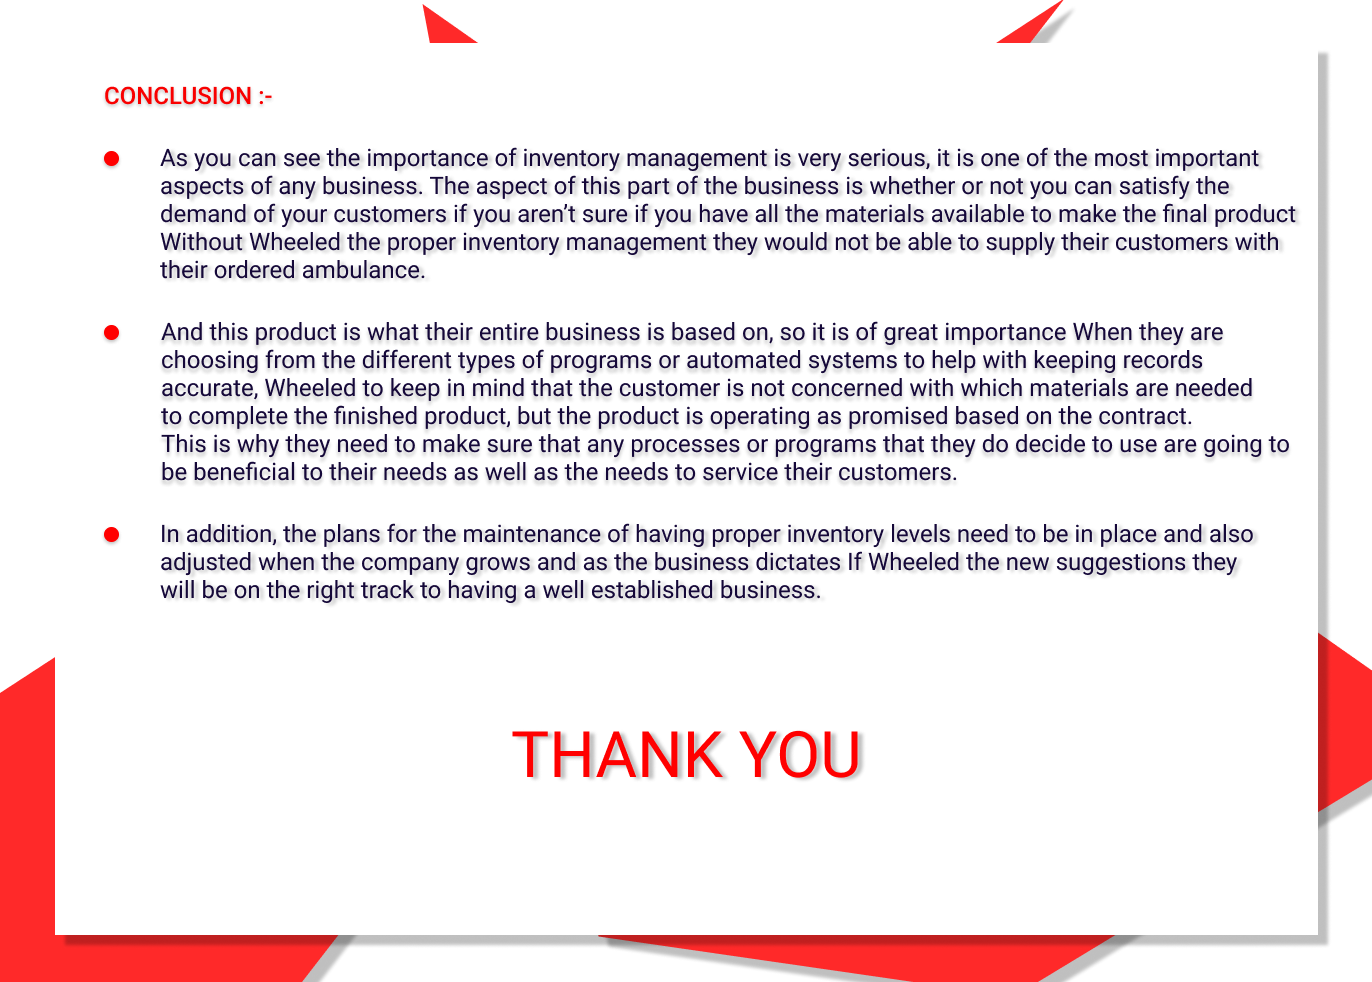 CONCLUSION :-
As you can see the importance of inventory management is very serious, it is one of the most important
aspects of any business. The aspect of this part of the business is whether or not you can satisfy the
demand of your customers if you aren’t sure if you have all the materials available to make the final product
Without Wheeled the proper inventory management they would not be able to supply their customers with
their ordered ambulance.
And this product is what their entire business is based on, so it is of great importance When they are
choosing from the different types of programs or automated systems to help with keeping records
accurate, Wheeled to keep in mind that the customer is not concerned with which materials are needed
to complete the finished product, but the product is operating as promised based on the contract.
This is why they need to make sure that any processes or programs that they do decide to use are going to
be beneficial to their needs as well as the needs to service their customers.
In addition, the plans for the maintenance of having proper inventory levels need to be in place and also
adjusted when the company grows and as the business dictates If Wheeled the new suggestions they
will be on the right track to having a well established business.
THANK YOU